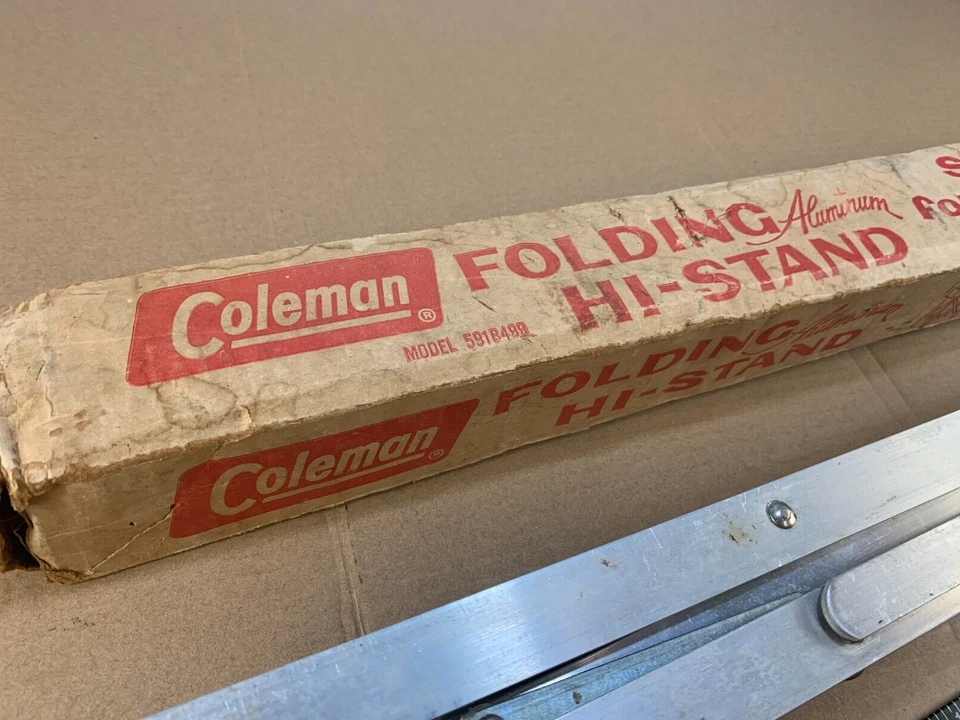 Coleman®
FOLDING Aluminum
HI-STAND
MODEL 591B499
Coleman®
FOLDING Aluminum
HI-STAND